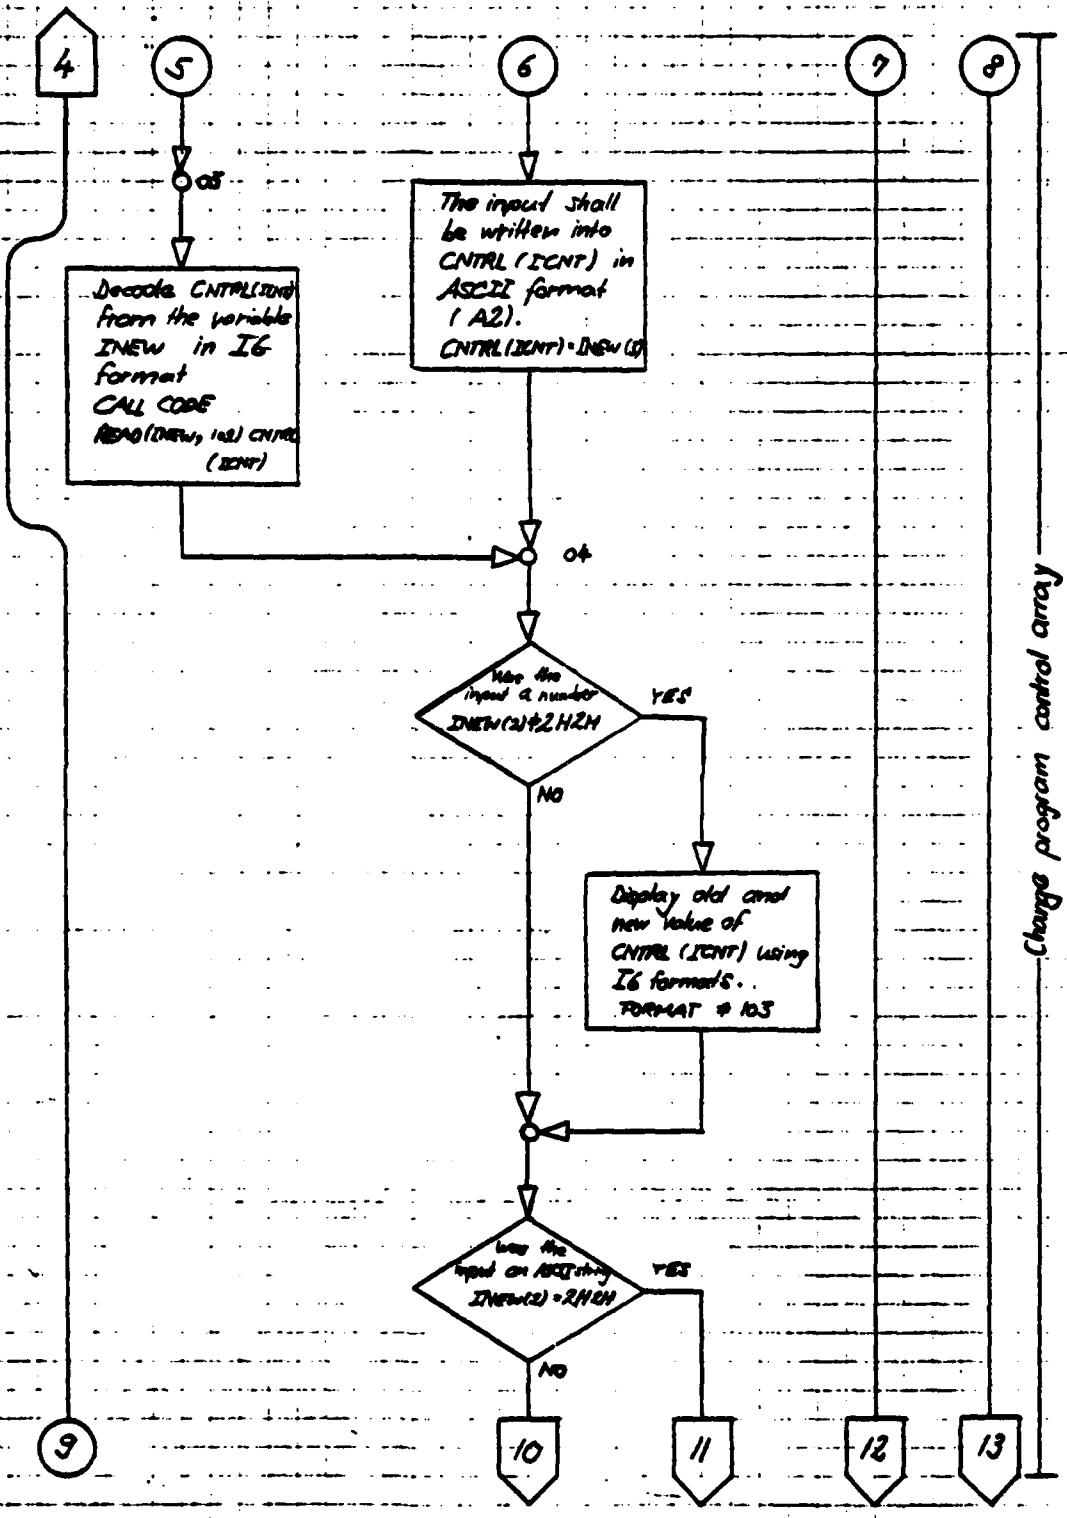 4
5
6
7
8
03
The input shall
be written into
CNTRL (ICNT) in
ASCII format
( A2).
CNTRL(ICNT)=INEW(3)
Decode CNTRL(ICNT)
from the variable
INEW in I6
format
CALL CODE
READ(INEW, 102) CNTRL
(ICNT)
04
Was the
input a number
INEW(2)≠2H2H
YES
NO
Display old and
new value of
CNTRL (ICNT) using
I6 formats.
FORMAT # 103
Was the
input an ASCII string
INEW(2)=2H2H
YES
NO
9
10
11
12
13
Change program control array